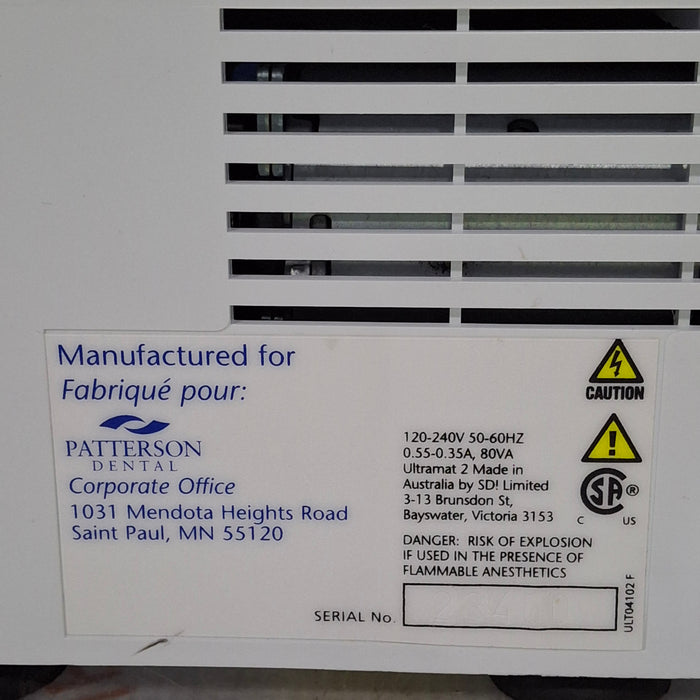 Manufactured for
Fabriqué pour:
PATTERSON
DENTAL
Corporate Office
1031 Mendota Heights Road
Saint Paul, MN 55120
120-240V 50-60HZ
0.55-0.35A, 80VA
Ultramat 2 Made in
Australia by SD! Limited
3-13 Brunsdon St,
Bayswater, Victoria 3153
DANGER: RISK OF EXPLOSION
IF USED IN THE PRESENCE OF
FLAMMABLE ANESTHETICS
SERIAL No.
CAUTION
SA ®
C US
ULT04102 F